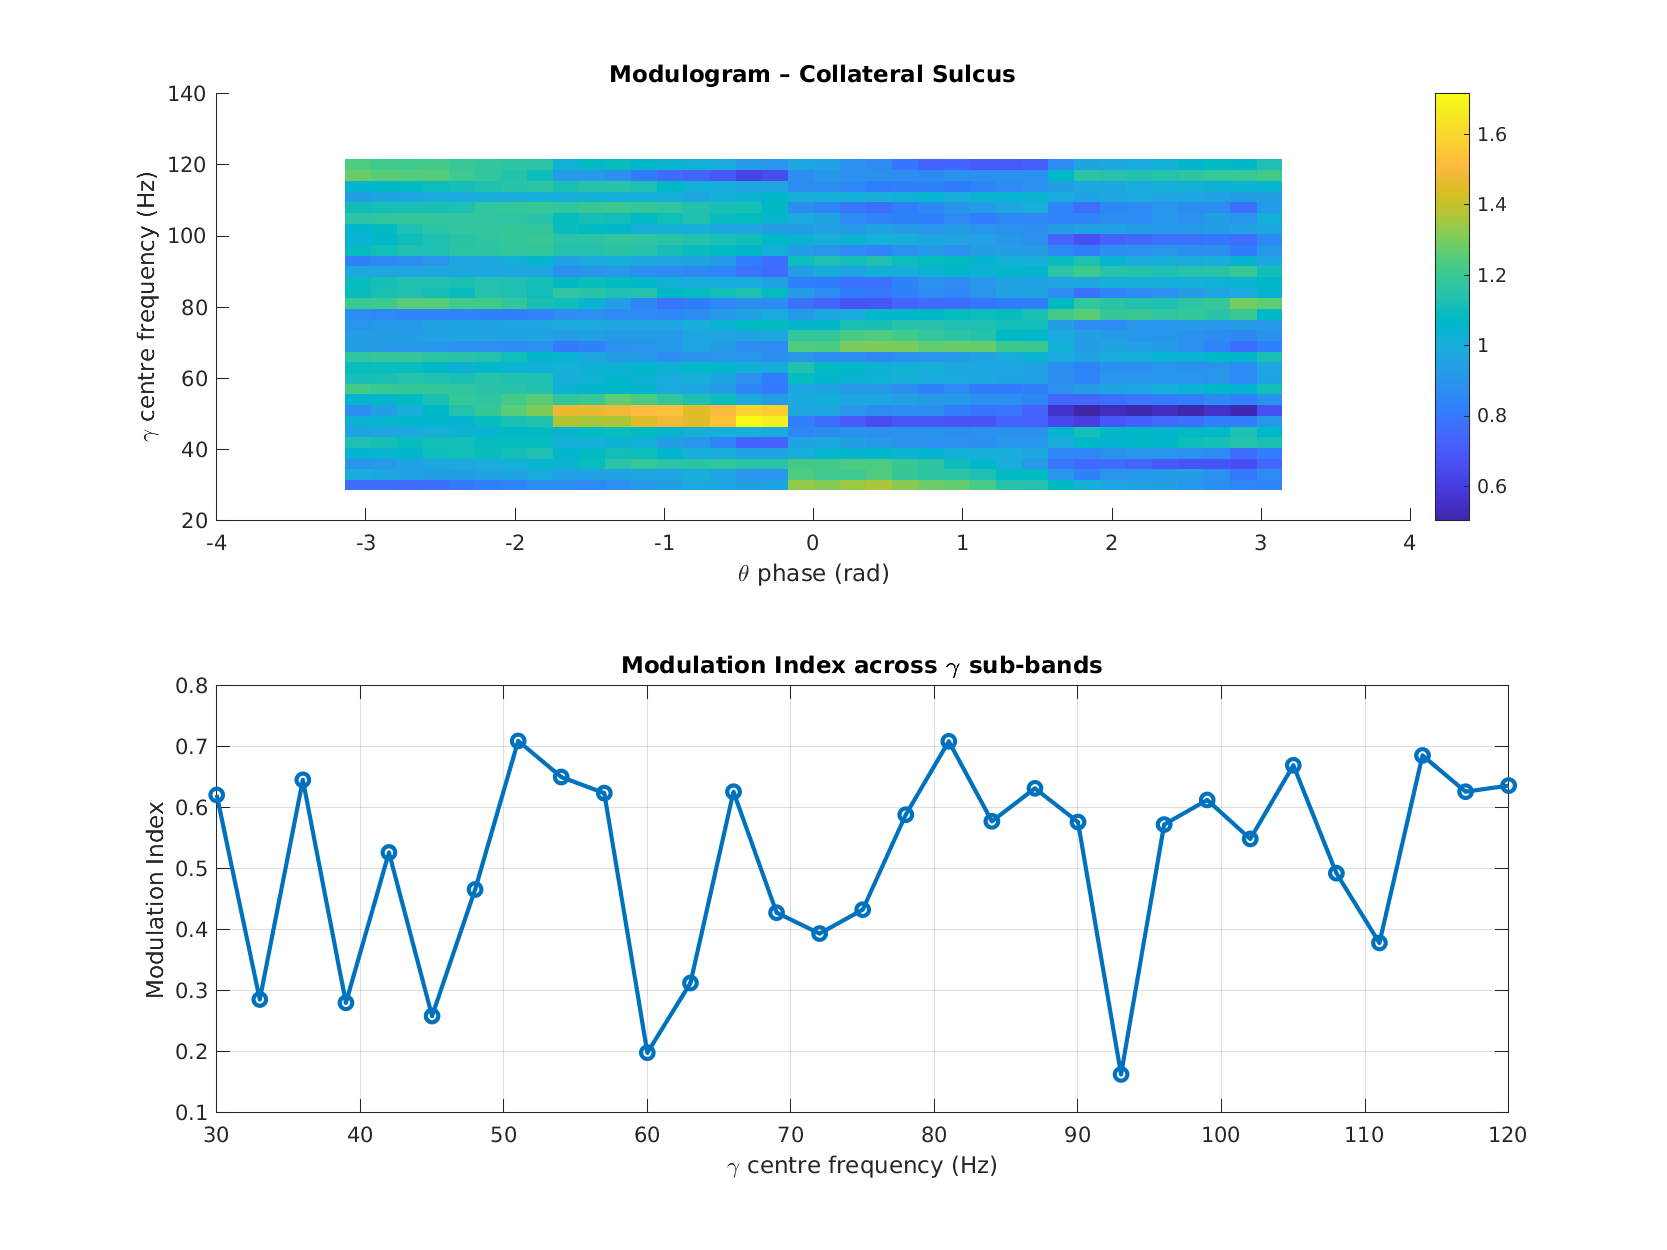 Modulogram – Collateral Sulcus
140
120
100
80
60
40
20
γ centre frequency (Hz)
-4 -3 -2 -1 0 1 2 3 4
θ phase (rad)
1.6
1.4
1.2
1
0.8
0.6
Modulation Index across γ sub-bands
0.8
0.7
0.6
0.5
0.4
0.3
0.2
0.1
Modulation Index
30 40 50 60 70 80 90 100 110 120
γ centre frequency (Hz)